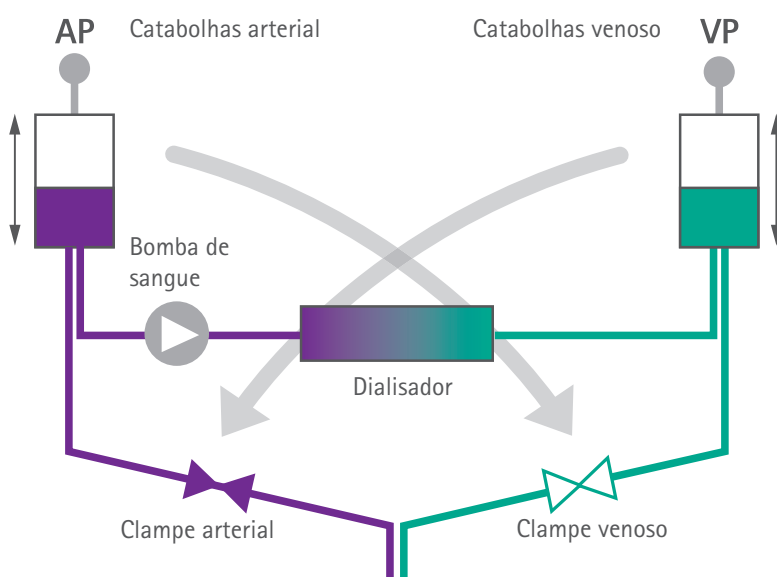 AP
Catabolhas arterial
Catabolhas venoso
VP
Bomba de
sangue
Dialisador
Clampe arterial
Clampe venoso